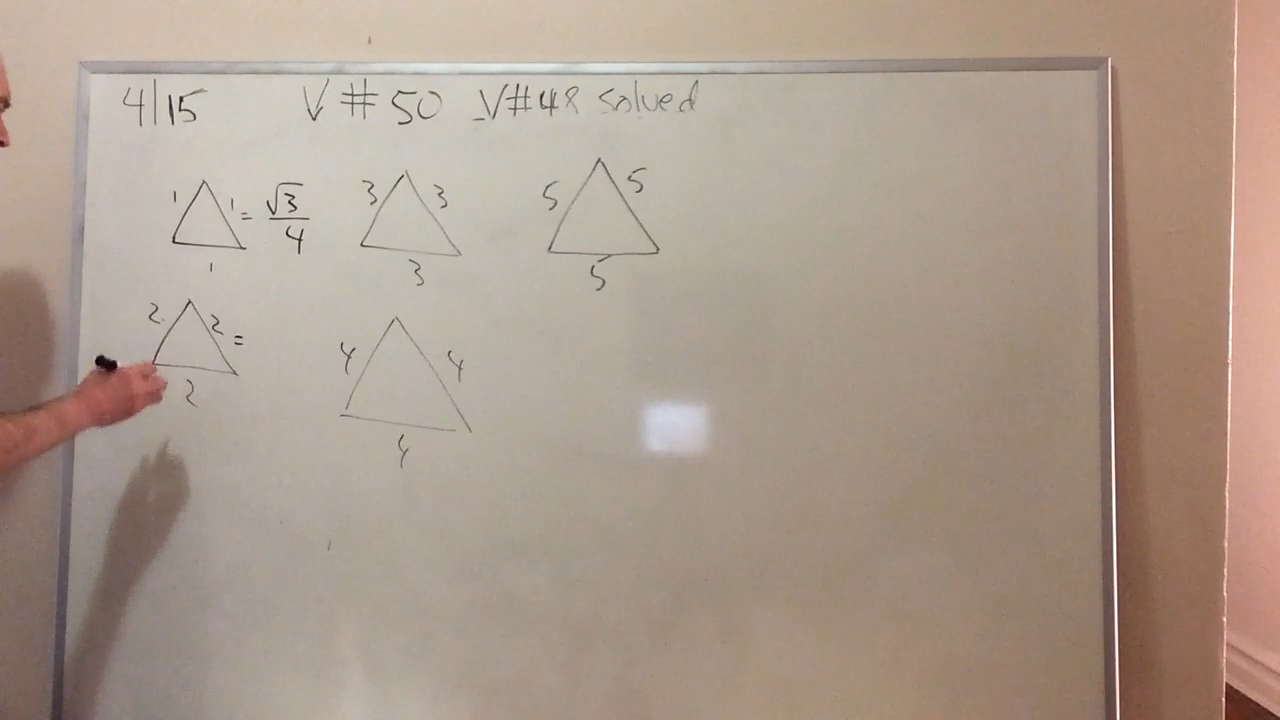 4/15 V # 50 V#48 solved
1 1 = √3/4 3 3 5 5
1 3 5
2 2 = 4 4
2 4